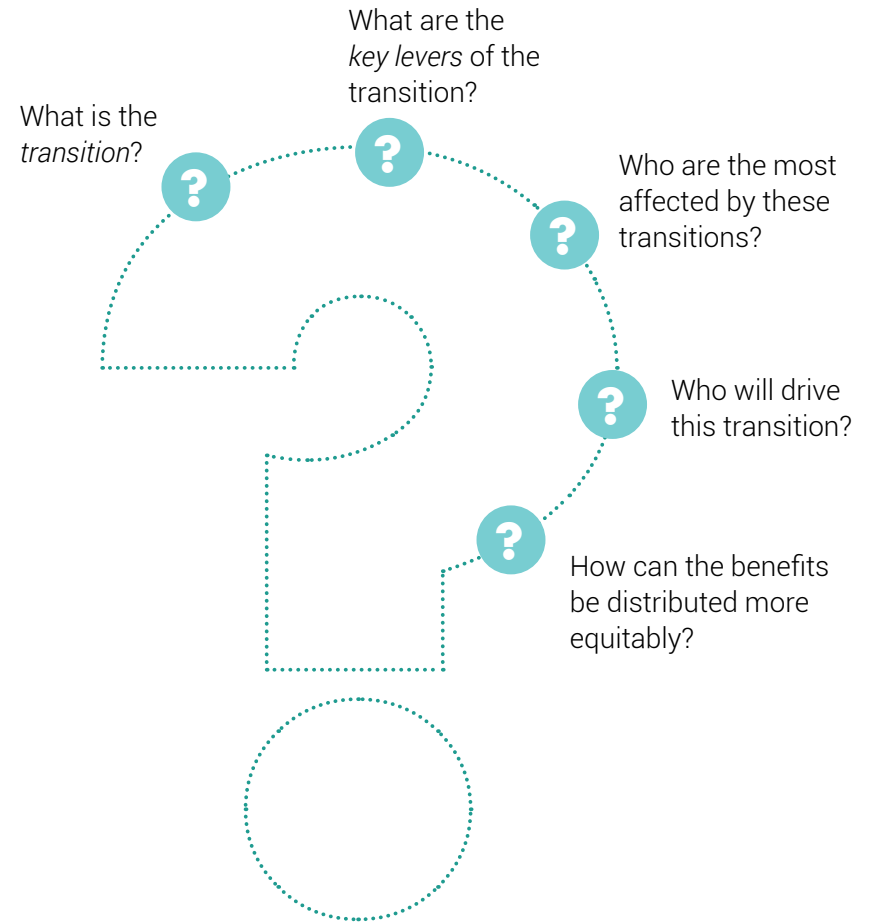 What is the
transition?
?
What are the
key levers of the
transition?
?
Who are the most
affected by these
transitions?
?
Who will drive
this transition?
?
How can the benefits
be distributed more
equitably?
?